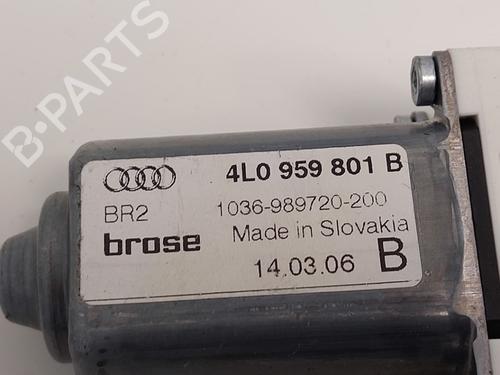 B-PARTS
4L0 959 801 B
BR2
1036-989720-200
brose
Made in Slovakia
14.03.06
B